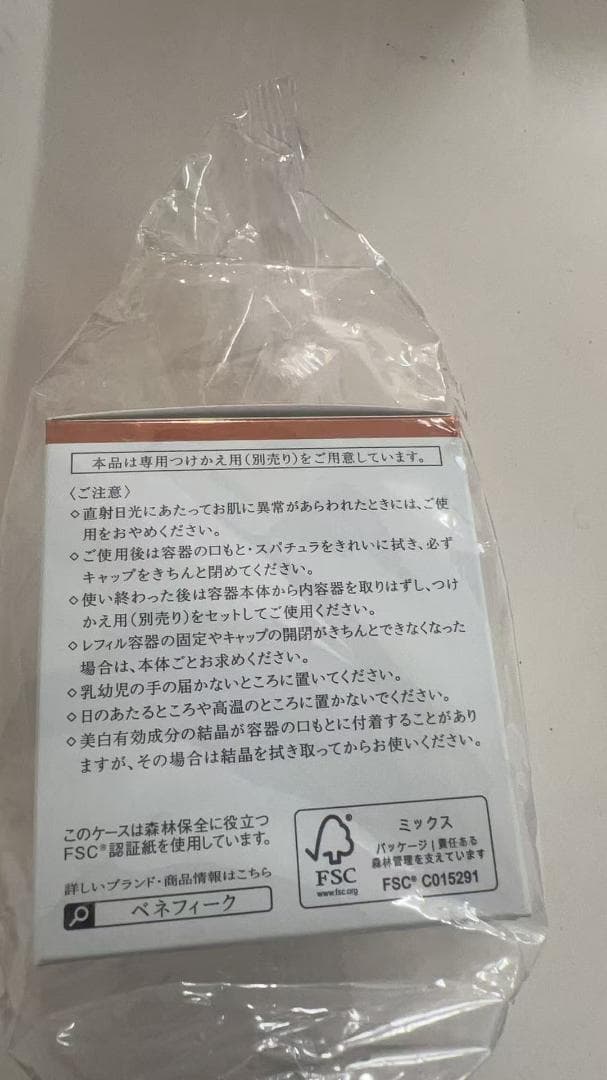 本品は専用つけかえ用(別売り)をご用意しています。
〈ご注意〉
◇直射日光にあたってお肌に異常があらわれたときには、ご使
用をおやめください。
◇ご使用後は容器の口もと・スパチュラをきれいに拭き、必ず
キャップをきちんと閉めてください。
◇使い終わった後は容器本体から内容器を取りはずし、つけ
かえ用(別売り)をセットしてご使用ください。
◇レフィル容器の固定やキャップの開閉がきちんとできなくなった
場合は、本体ごとお求めください。
◇乳幼児の手の届かないところに置いてください。
◇日のあたるところや高温のところに置かないでください。
◇美白有効成分の結晶が容器の口もとに付着することがあり
ますが、その場合は結晶を拭き取ってからお使いください。
このケースは森林保全に役立つ
FSC®認証紙を使用しています。
詳しいブランド・商品情報はこちら
ベネフィーク
®
FSC
www.fsc.org
ミックス
パッケージ|責任ある
森林管理を支えています
FSC® C015291